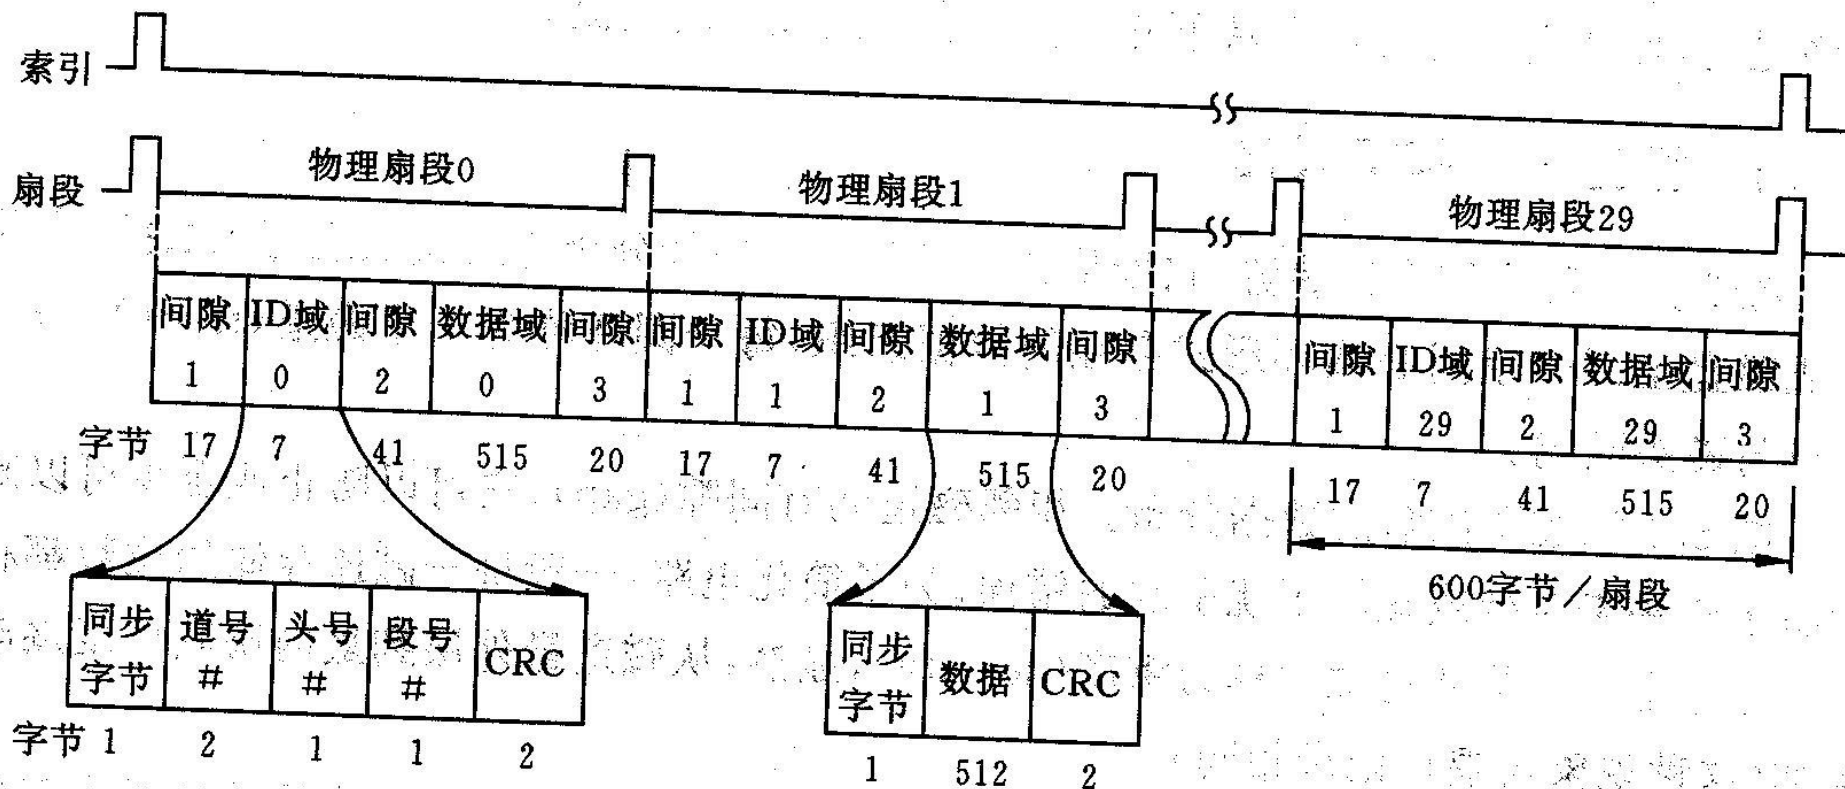 索引
扇段
物理扇段0
物理扇段1
物理扇段29
间隙 1
ID域 0
间隙 2
数据域 0
间隙 3
间隙 1
ID域 1
间隙 2
数据域 1
间隙 3
间隙 1
ID域 29
间隙 2
数据域 29
间隙 3
字节 17 7 41 515 20 17 7 41 515 20 17 7 41 515 20
600字节/扇段
同步字节
道号 #
头号 #
段号 #
CRC
同步字节
数据
CRC
字节 1 2 1 1 2
1 512 2